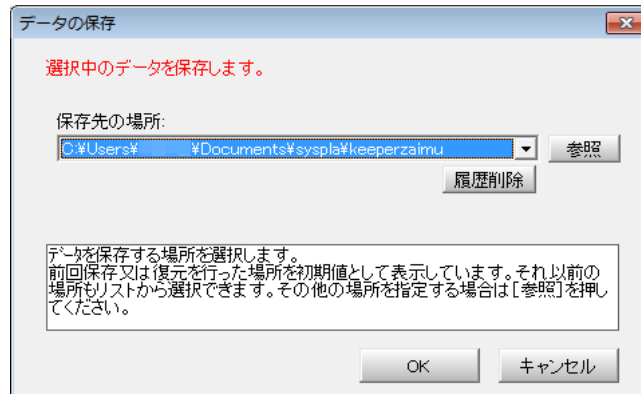 データの保存
選択中のデータを保存します。
保存先の場所:
C:¥Users¥ ¥Documents¥syspla¥keeperzaimu
参照
履歴削除
データを保存する場所を選択します。
前回保存又は復元を行った場所を初期値として表示しています。それ以前の
場所もリストから選択できます。その他の場所を指定する場合は[参照]を押し
てください。
OK
キャンセル